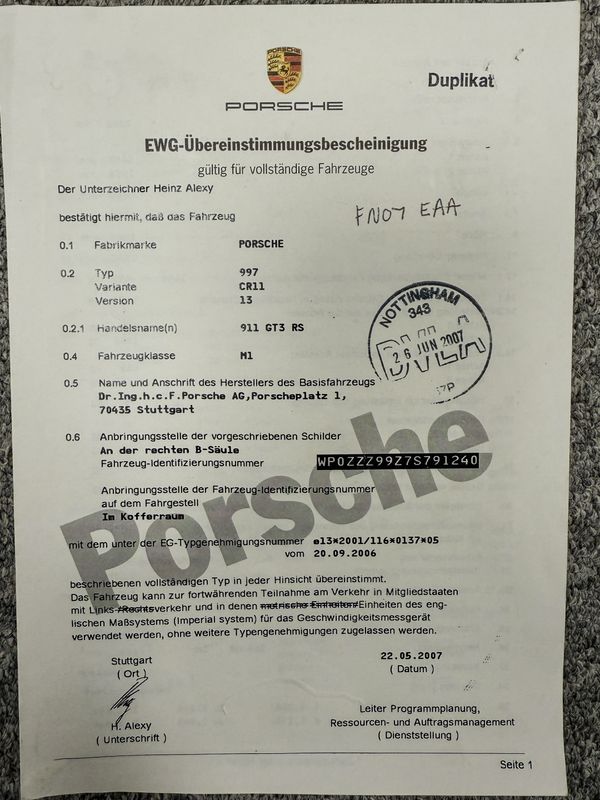 PORSCHE
PORSCHE
Duplikat
EWG-Übereinstimmungsbescheinigung
gültig für vollständige Fahrzeuge
Der Unterzeichner Heinz Alexy
bestätigt hiermit, daß das Fahrzeug
FN07 EAA
0.1 Fabrikmarke PORSCHE
0.2 Typ 997
Variante CR11
Version 13
0.2.1 Handelsname(n) 911 GT3 RS
0.4 Fahrzeugklasse M1
NOTTINGHAM
343
26 JUN 2007
DVLA
0.5 Name und Anschrift des Herstellers des Basisfahrzeugs
Dr.Ing.h.c.F.Porsche AG,Porscheplatz 1,
70435 Stuttgart
0.6 Anbringungsstelle der vorgeschriebenen Schilder
An der rechten B-Säule
Fahrzeug-Identifizierungsnummer WP0ZZZ99Z7S791240
Anbringungsstelle der Fahrzeug-Identifizierungsnummer
auf dem Fahrgestell
Im Kofferraum
Porsche
mit dem unter der EG-Typgenehmigungsnummer e13*2001/116*0137*05
vom 20.09.2006
beschriebenen vollständigen Typ in jeder Hinsicht übereinstimmt.
Das Fahrzeug kann zur fortwährenden Teilnahme am Verkehr in Mitgliedstaaten
mit Links-/Rechtsverkehr und in denen metrische Einheiten/Einheiten des eng-
lischen Maßsystems (Imperial system) für das Geschwindigkeitsmessgerät
verwendet werden, ohne weitere Typengenehmigungen zugelassen werden.
Stuttgart
( Ort )
22.05.2007
( Datum )
H. Alexy
( Unterschrift )
Leiter Programmplanung,
Ressourcen- und Auftragsmanagement
( Dienststellung )
Seite 1